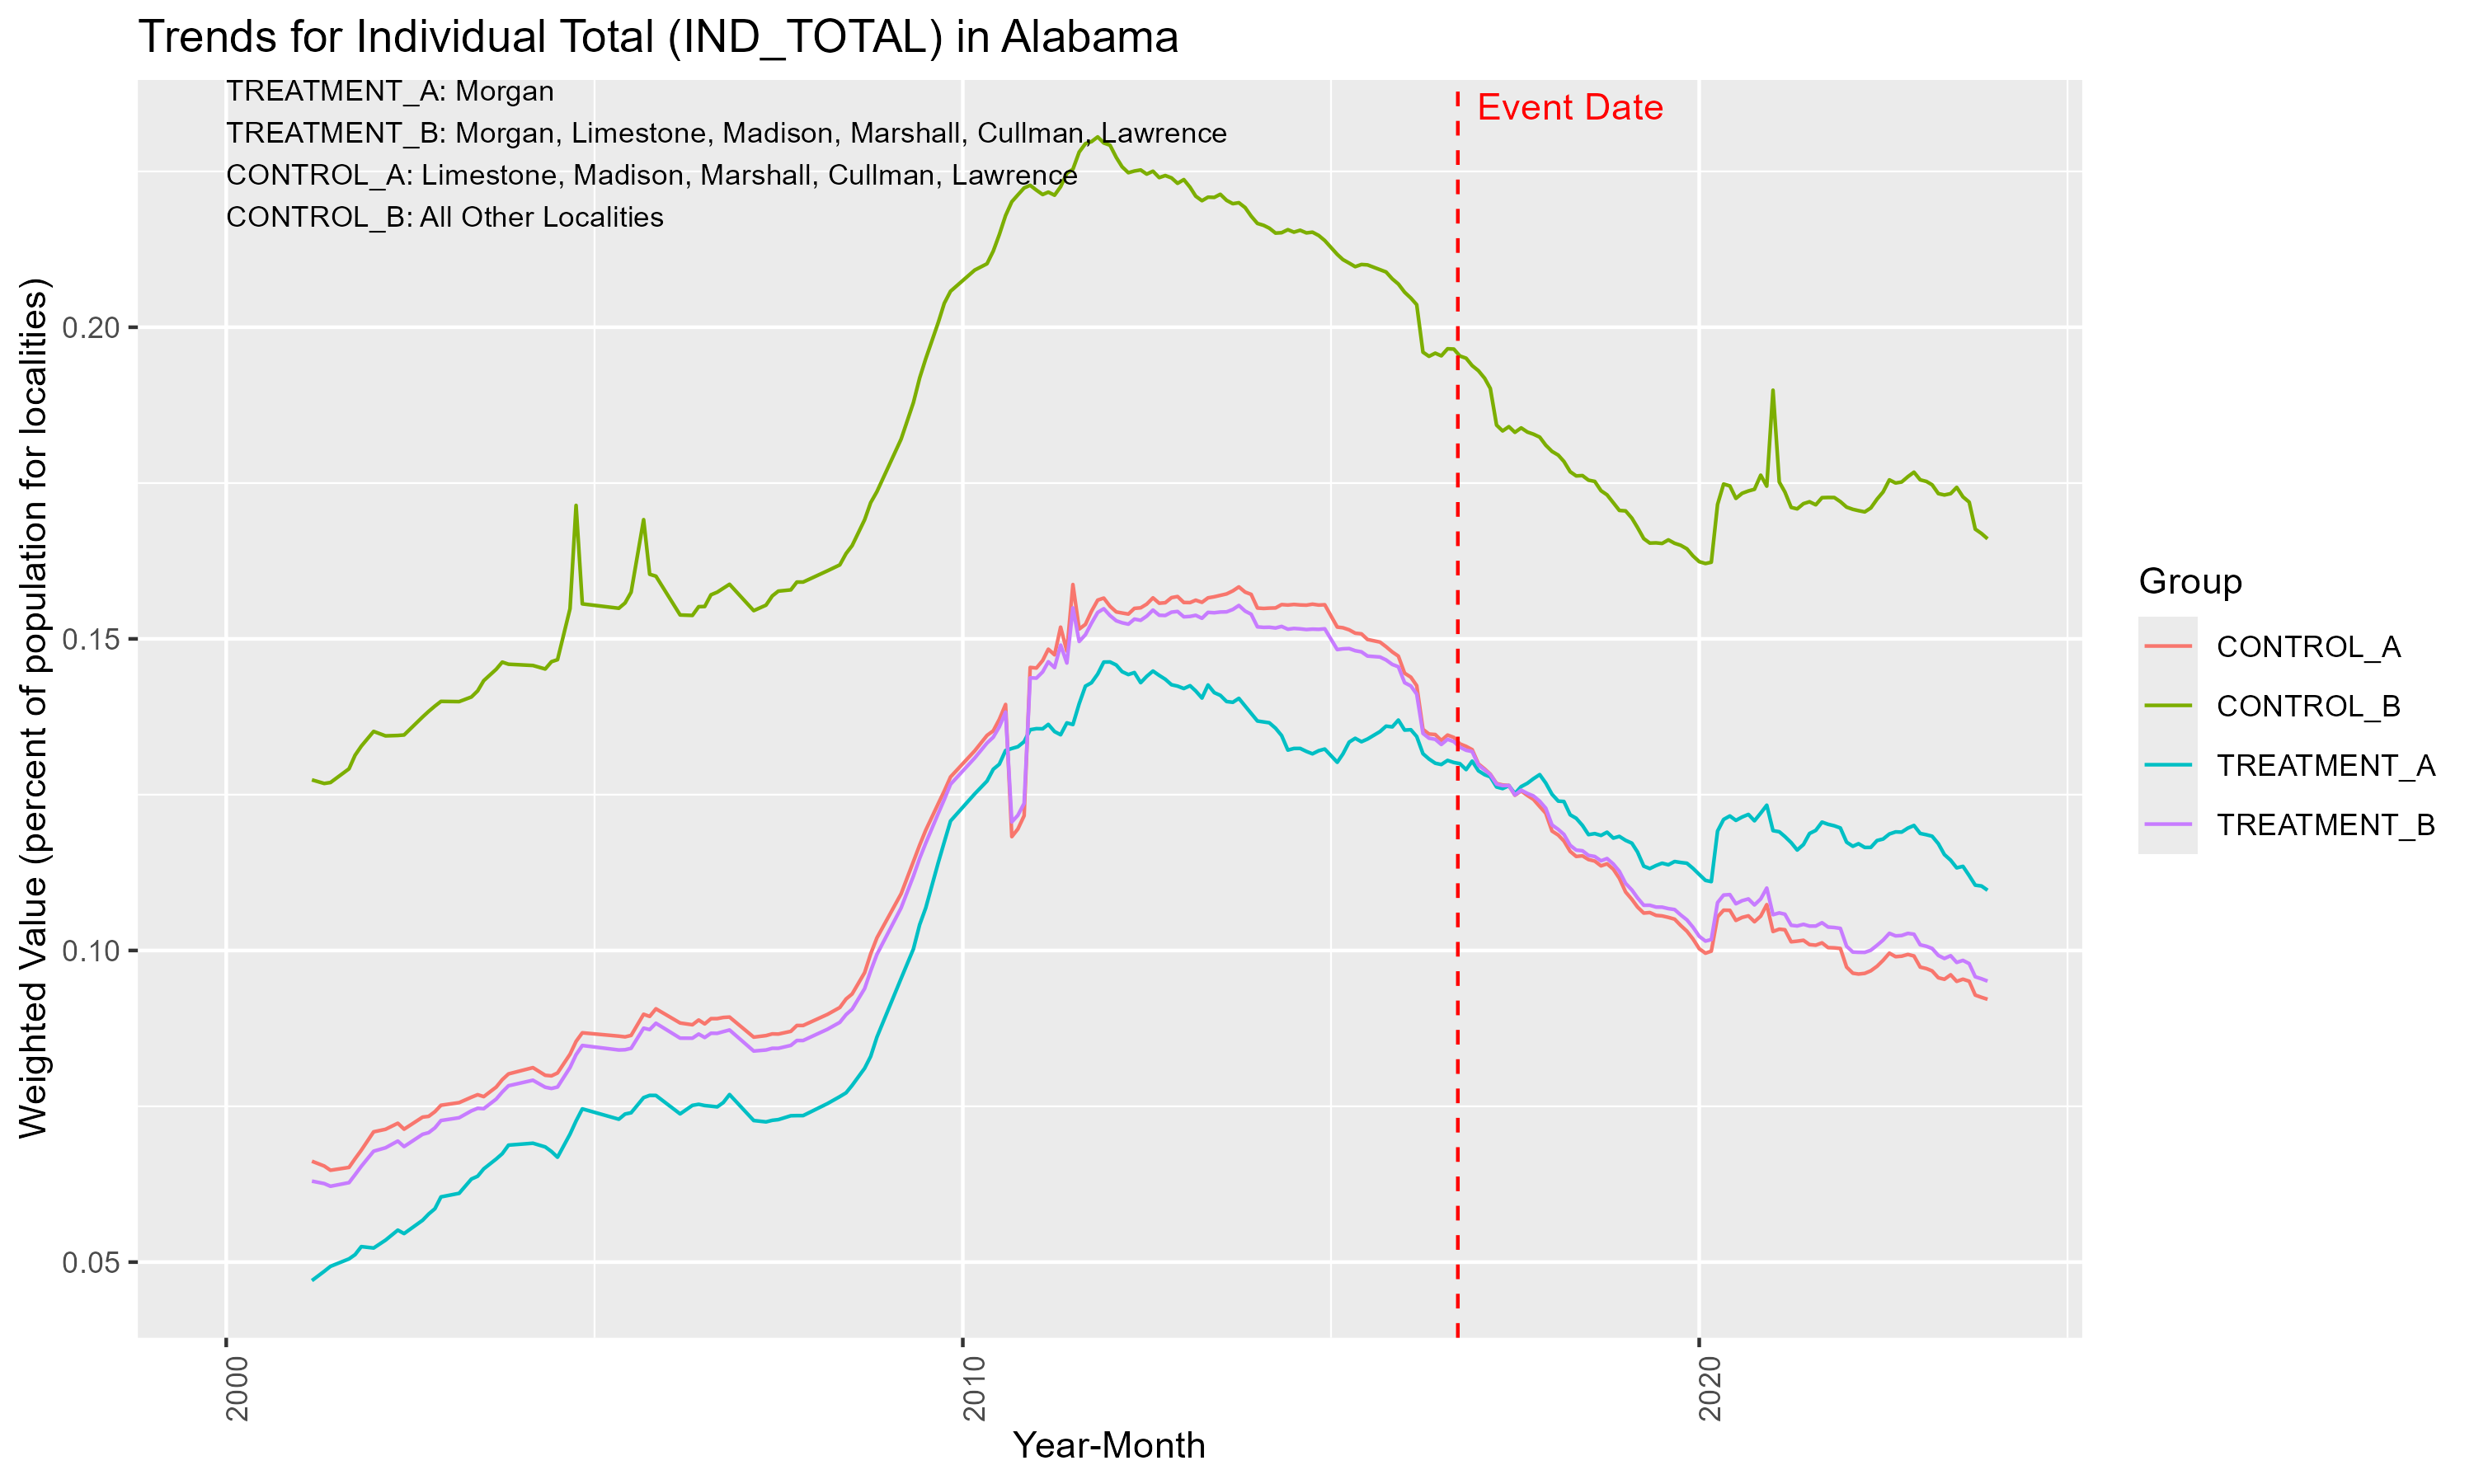 Trends for Individual Total (IND_TOTAL) in Alabama
TREATMENT_A: Morgan
TREATMENT_B: Morgan, Limestone, Madison, Marshall, Cullman, Lawrence
CONTROL_A: Limestone, Madison, Marshall, Cullman, Lawrence
CONTROL_B: All Other Localities
Event Date
Weighted Value (percent of population for localities)
0.20
0.15
0.10
0.05
2000
2010
2020
Year-Month
Group
CONTROL_A
CONTROL_B
TREATMENT_A
TREATMENT_B